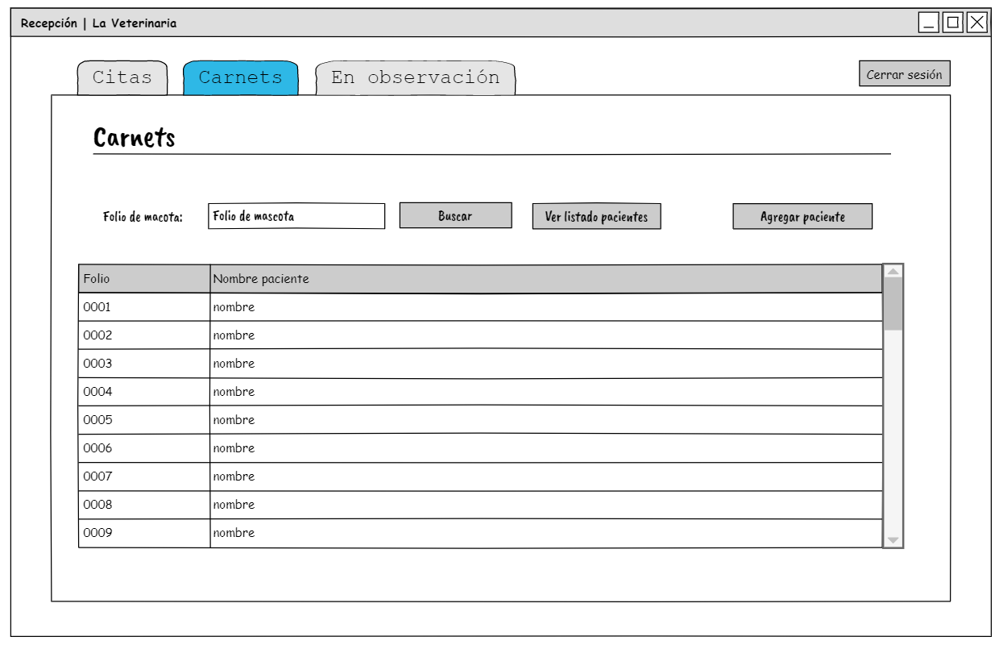 Recepción | La Veterinaria
Citas
Carnets
En observación
Cerrar sesión
Carnets
Folio de macota:
Folio de mascota
Buscar
Ver listado pacientes
Agregar paciente
Folio Nombre paciente
0001 nombre
0002 nombre
0003 nombre
0004 nombre
0005 nombre
0006 nombre
0007 nombre
0008 nombre
0009 nombre